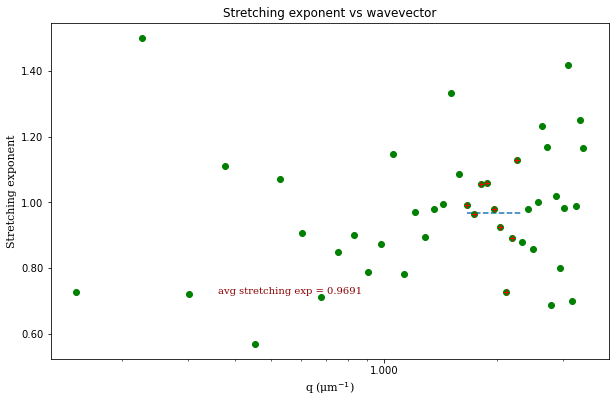 Stretching exponent vs wavevector
Stretching exponent
1.40
1.20
1.00
0.80
0.60
avg stretching exp = 0.9691
1.000
q (μm⁻¹)